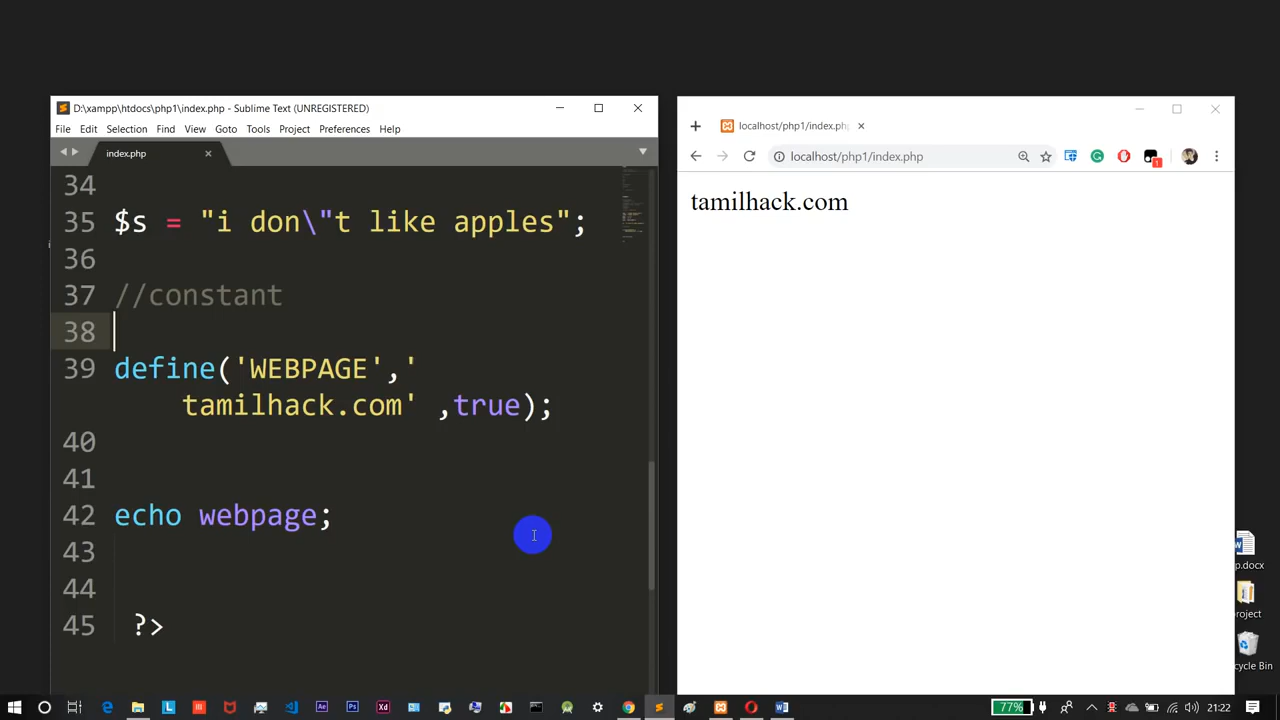 D:\xampp\htdocs\php1\index.php - Sublime Text (UNREGISTERED)
File Edit Selection Find View Goto Tools Project Preferences Help
index.php
34
35 $s = "i don\"t like apples";
36
37 //constant
38
39 define('WEBPAGE','
tamilhack.com' ,true);
40
41
42 echo webpage;
43
44
45 ?>
localhost/php1/index.php
localhost/php1/index.php
1
tamilhack.com
p.docx
project
cycle Bin
77%
21:22